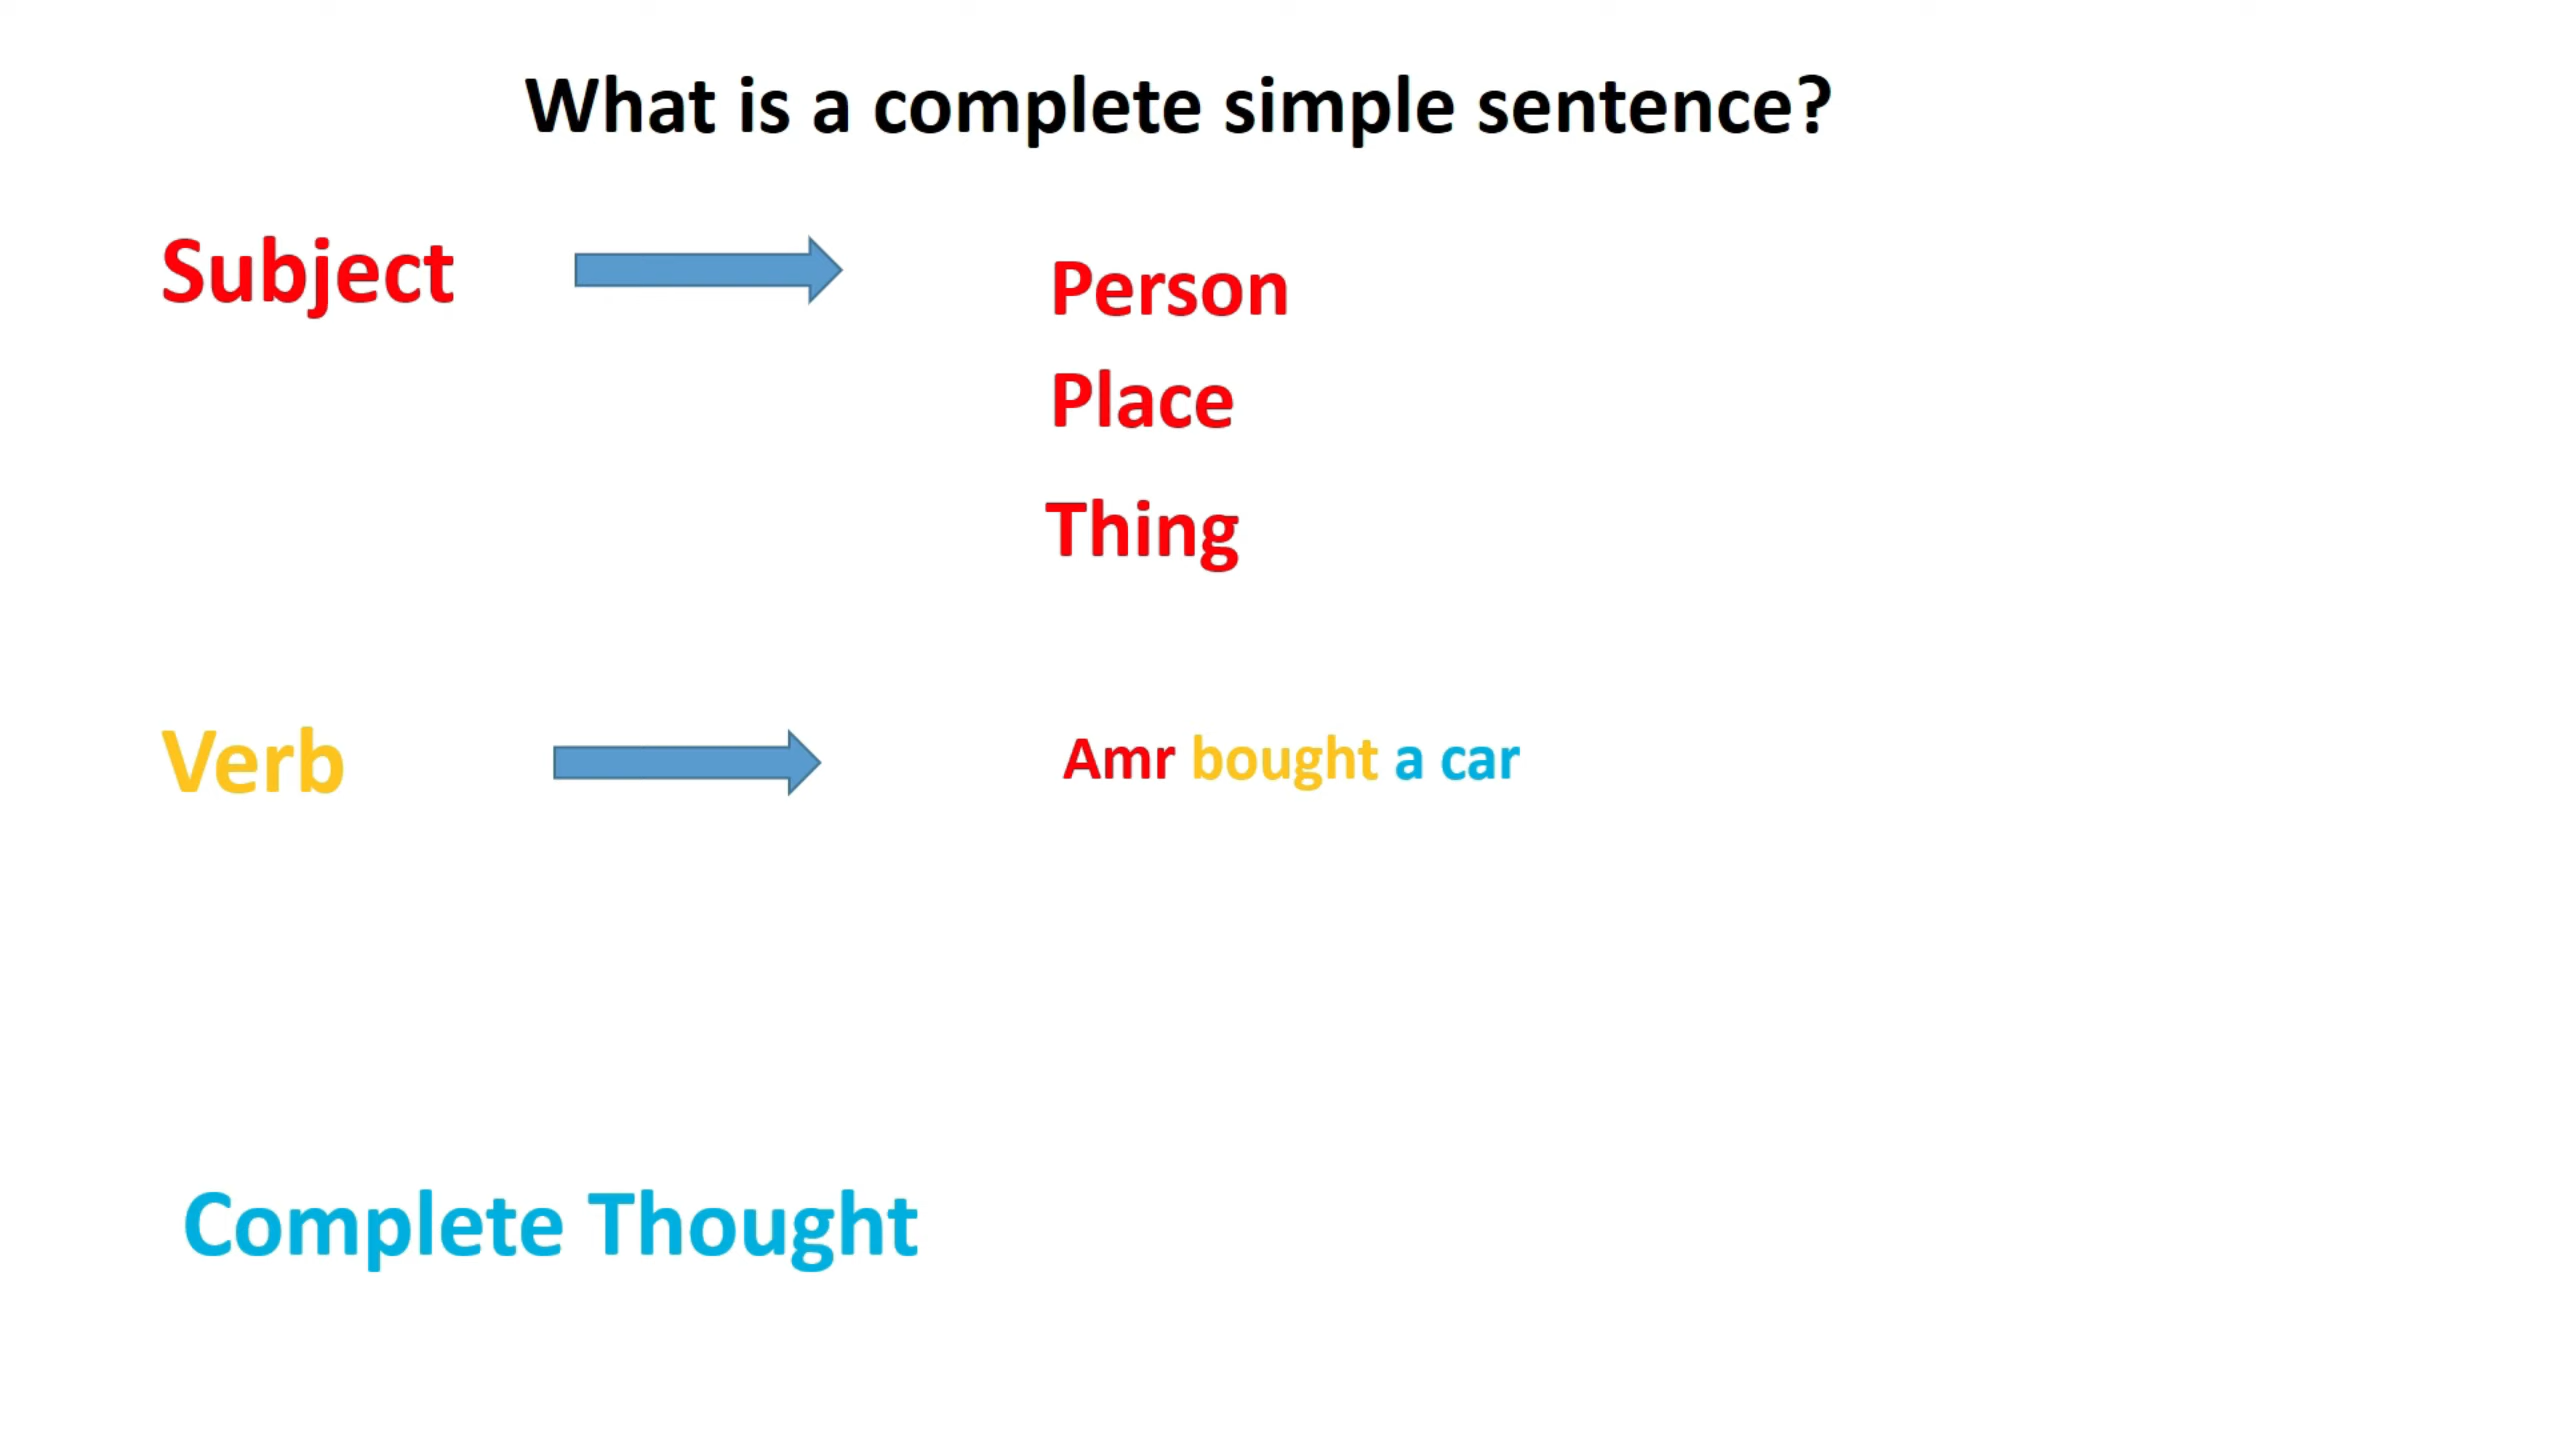 What is a complete simple sentence?
Subject
Person
Place
Thing
Verb
Amr bought a car
Complete Thought